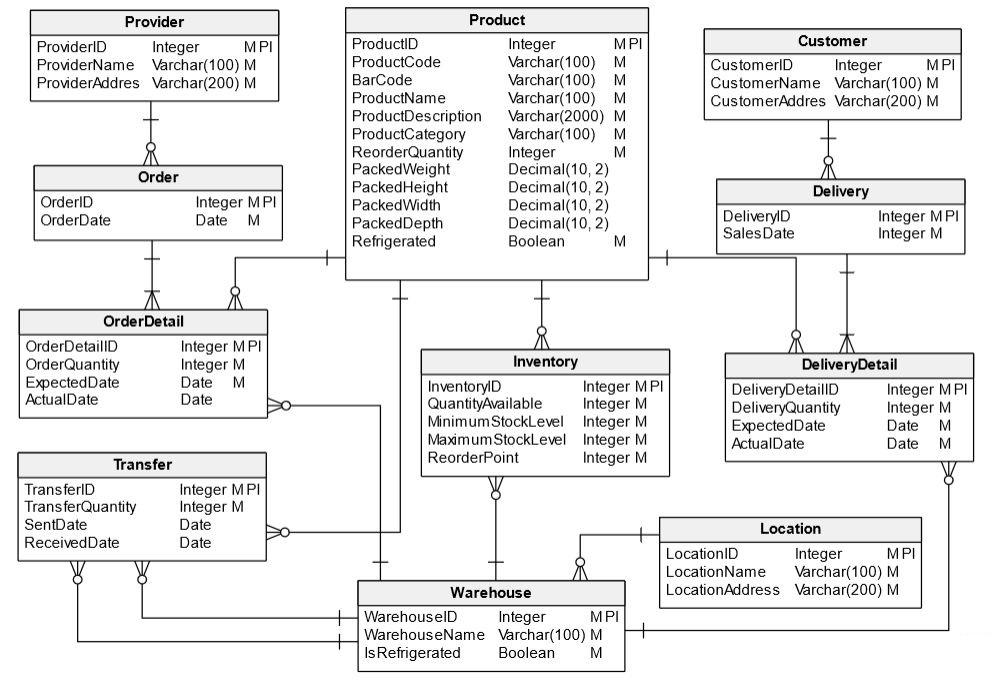 Provider
ProviderID Integer M PI
ProviderName Varchar(100) M
ProviderAddres Varchar(200) M
Product
ProductID Integer M PI
ProductCode Varchar(100) M
BarCode Varchar(100) M
ProductName Varchar(100) M
ProductDescription Varchar(2000) M
ProductCategory Varchar(100) M
ReorderQuantity Integer M
PackedWeight Decimal(10, 2)
PackedHeight Decimal(10, 2)
PackedWidth Decimal(10, 2)
PackedDepth Decimal(10, 2)
Refrigerated Boolean M
Customer
CustomerID Integer M PI
CustomerName Varchar(100) M
CustomerAddres Varchar(200) M
Order
OrderID Integer M PI
OrderDate Date M
Delivery
DeliveryID Integer M PI
SalesDate Integer M
OrderDetail
OrderDetailID Integer M PI
OrderQuantity Integer M
ExpectedDate Date M
ActualDate Date
Inventory
InventoryID Integer M PI
QuantityAvailable Integer M
MinimumStockLevel Integer M
MaximumStockLevel Integer M
ReorderPoint Integer M
DeliveryDetail
DeliveryDetailID Integer M PI
DeliveryQuantity Integer M
ExpectedDate Date M
ActualDate Date M
Transfer
TransferID Integer M PI
TransferQuantity Integer M
SentDate Date
ReceivedDate Date
Location
LocationID Integer M PI
LocationName Varchar(100) M
LocationAddress Varchar(200) M
Warehouse
WarehouseID Integer M PI
WarehouseName Varchar(100) M
IsRefrigerated Boolean M